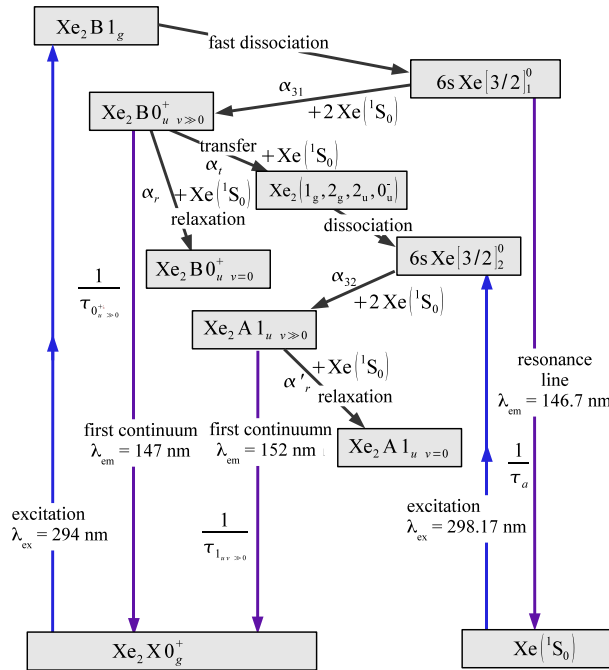 Xe₂ B 1g
fast dissociation
6s Xe[3/2]⁰₁
α₃₁
+2 Xe(¹S₀)
Xe₂ B0⁺u v≫0
transfer
+Xe(¹S₀)
αt
Xe₂(1g,2g,2u,0⁻u)
αr
+Xe(¹S₀)
relaxation
dissociation
Xe₂ B0⁺u v=0
6s Xe[3/2]⁰₂
α₃₂
+2 Xe(¹S₀)
1
τ0⁺u ≫0
Xe₂ A 1u v≫0
+Xe(¹S₀)
α'r
relaxation
resonance
line
λem = 146.7 nm
first continuum
λem = 147 nm
first continuumn
λem = 152 nm
Xe₂ A1u v=0
1
τa
excitation
λex = 294 nm
1
τ1u v ≫0
excitation
λex = 298.17 nm
Xe₂ X 0⁺g
Xe(¹S₀)